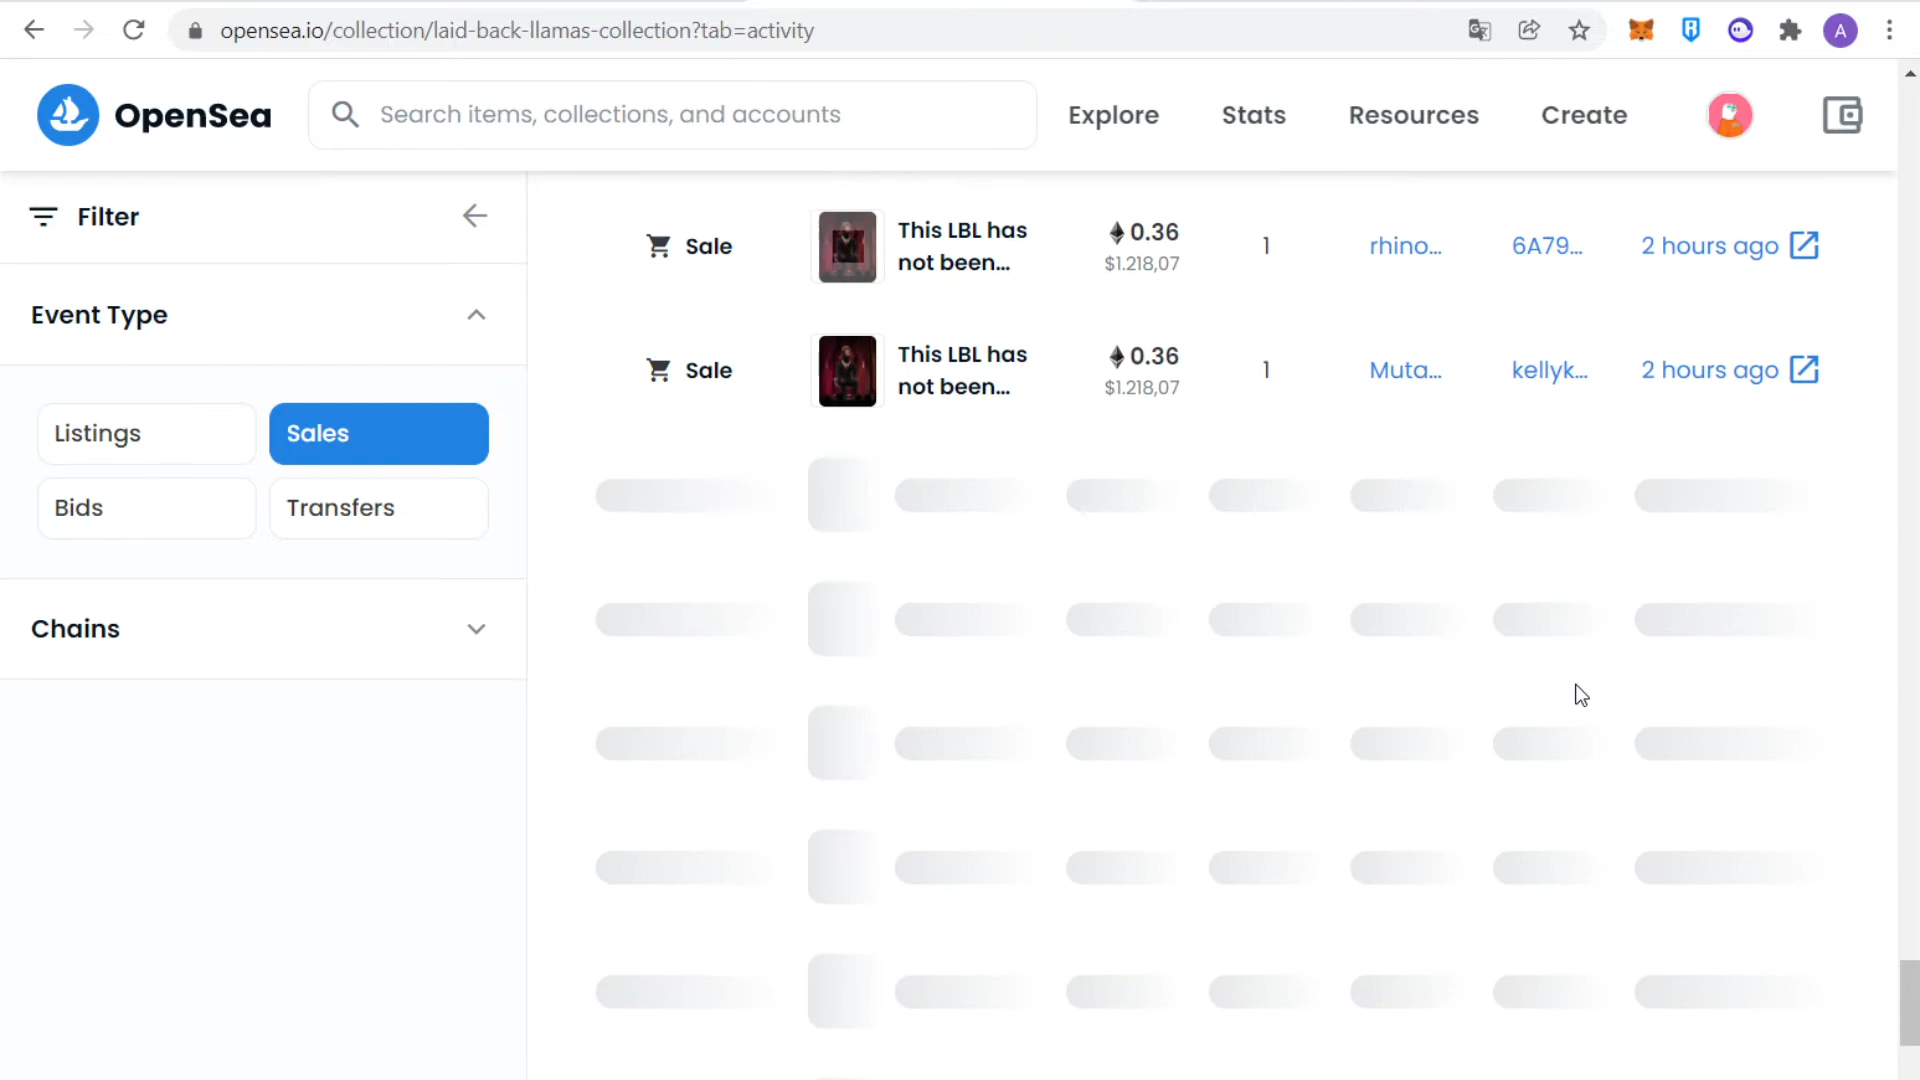 opensea.io/collection/laid-back-llamas-collection?tab=activity
A
OpenSea
Search items, collections, and accounts
Explore
Stats
Resources
Create
Filter
Event Type
Listings
Sales
Bids
Transfers
Chains
Sale
This LBL has
not been...
0.36
$1.218,07
1
rhino...
6A79...
2 hours ago
Sale
This LBL has
not been...
0.36
$1.218,07
1
Muta...
kellyk...
2 hours ago